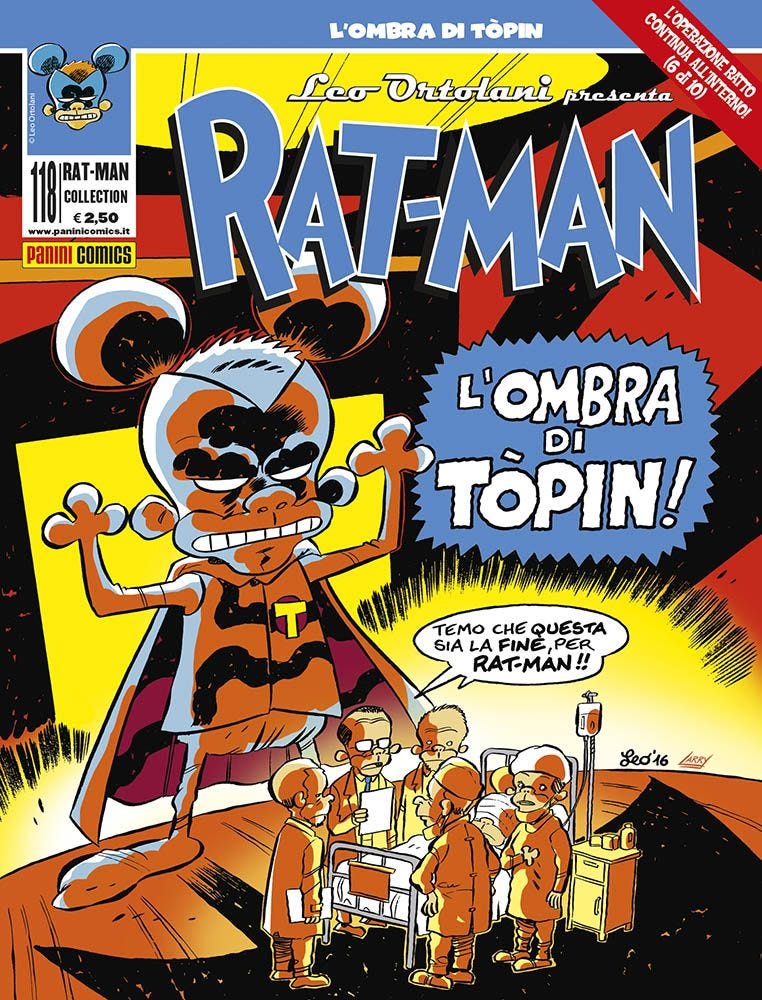 L'OMBRA DI TÒPIN
L'OPERAZIONE RATTO
CONTINUA ALL'INTERNO!
(6 di 10)
© Leo Ortolani
Leo Ortolani presenta
RAT-MAN
118
RAT-MAN
COLLECTION
€ 2,50
www.paninicomics.it
PANINI COMICS
L'OMBRA
DI
TÒPIN!
T
TEMO CHE QUESTA
SIA LA FINE, PER
RAT-MAN!!
Leo '16
LARRY